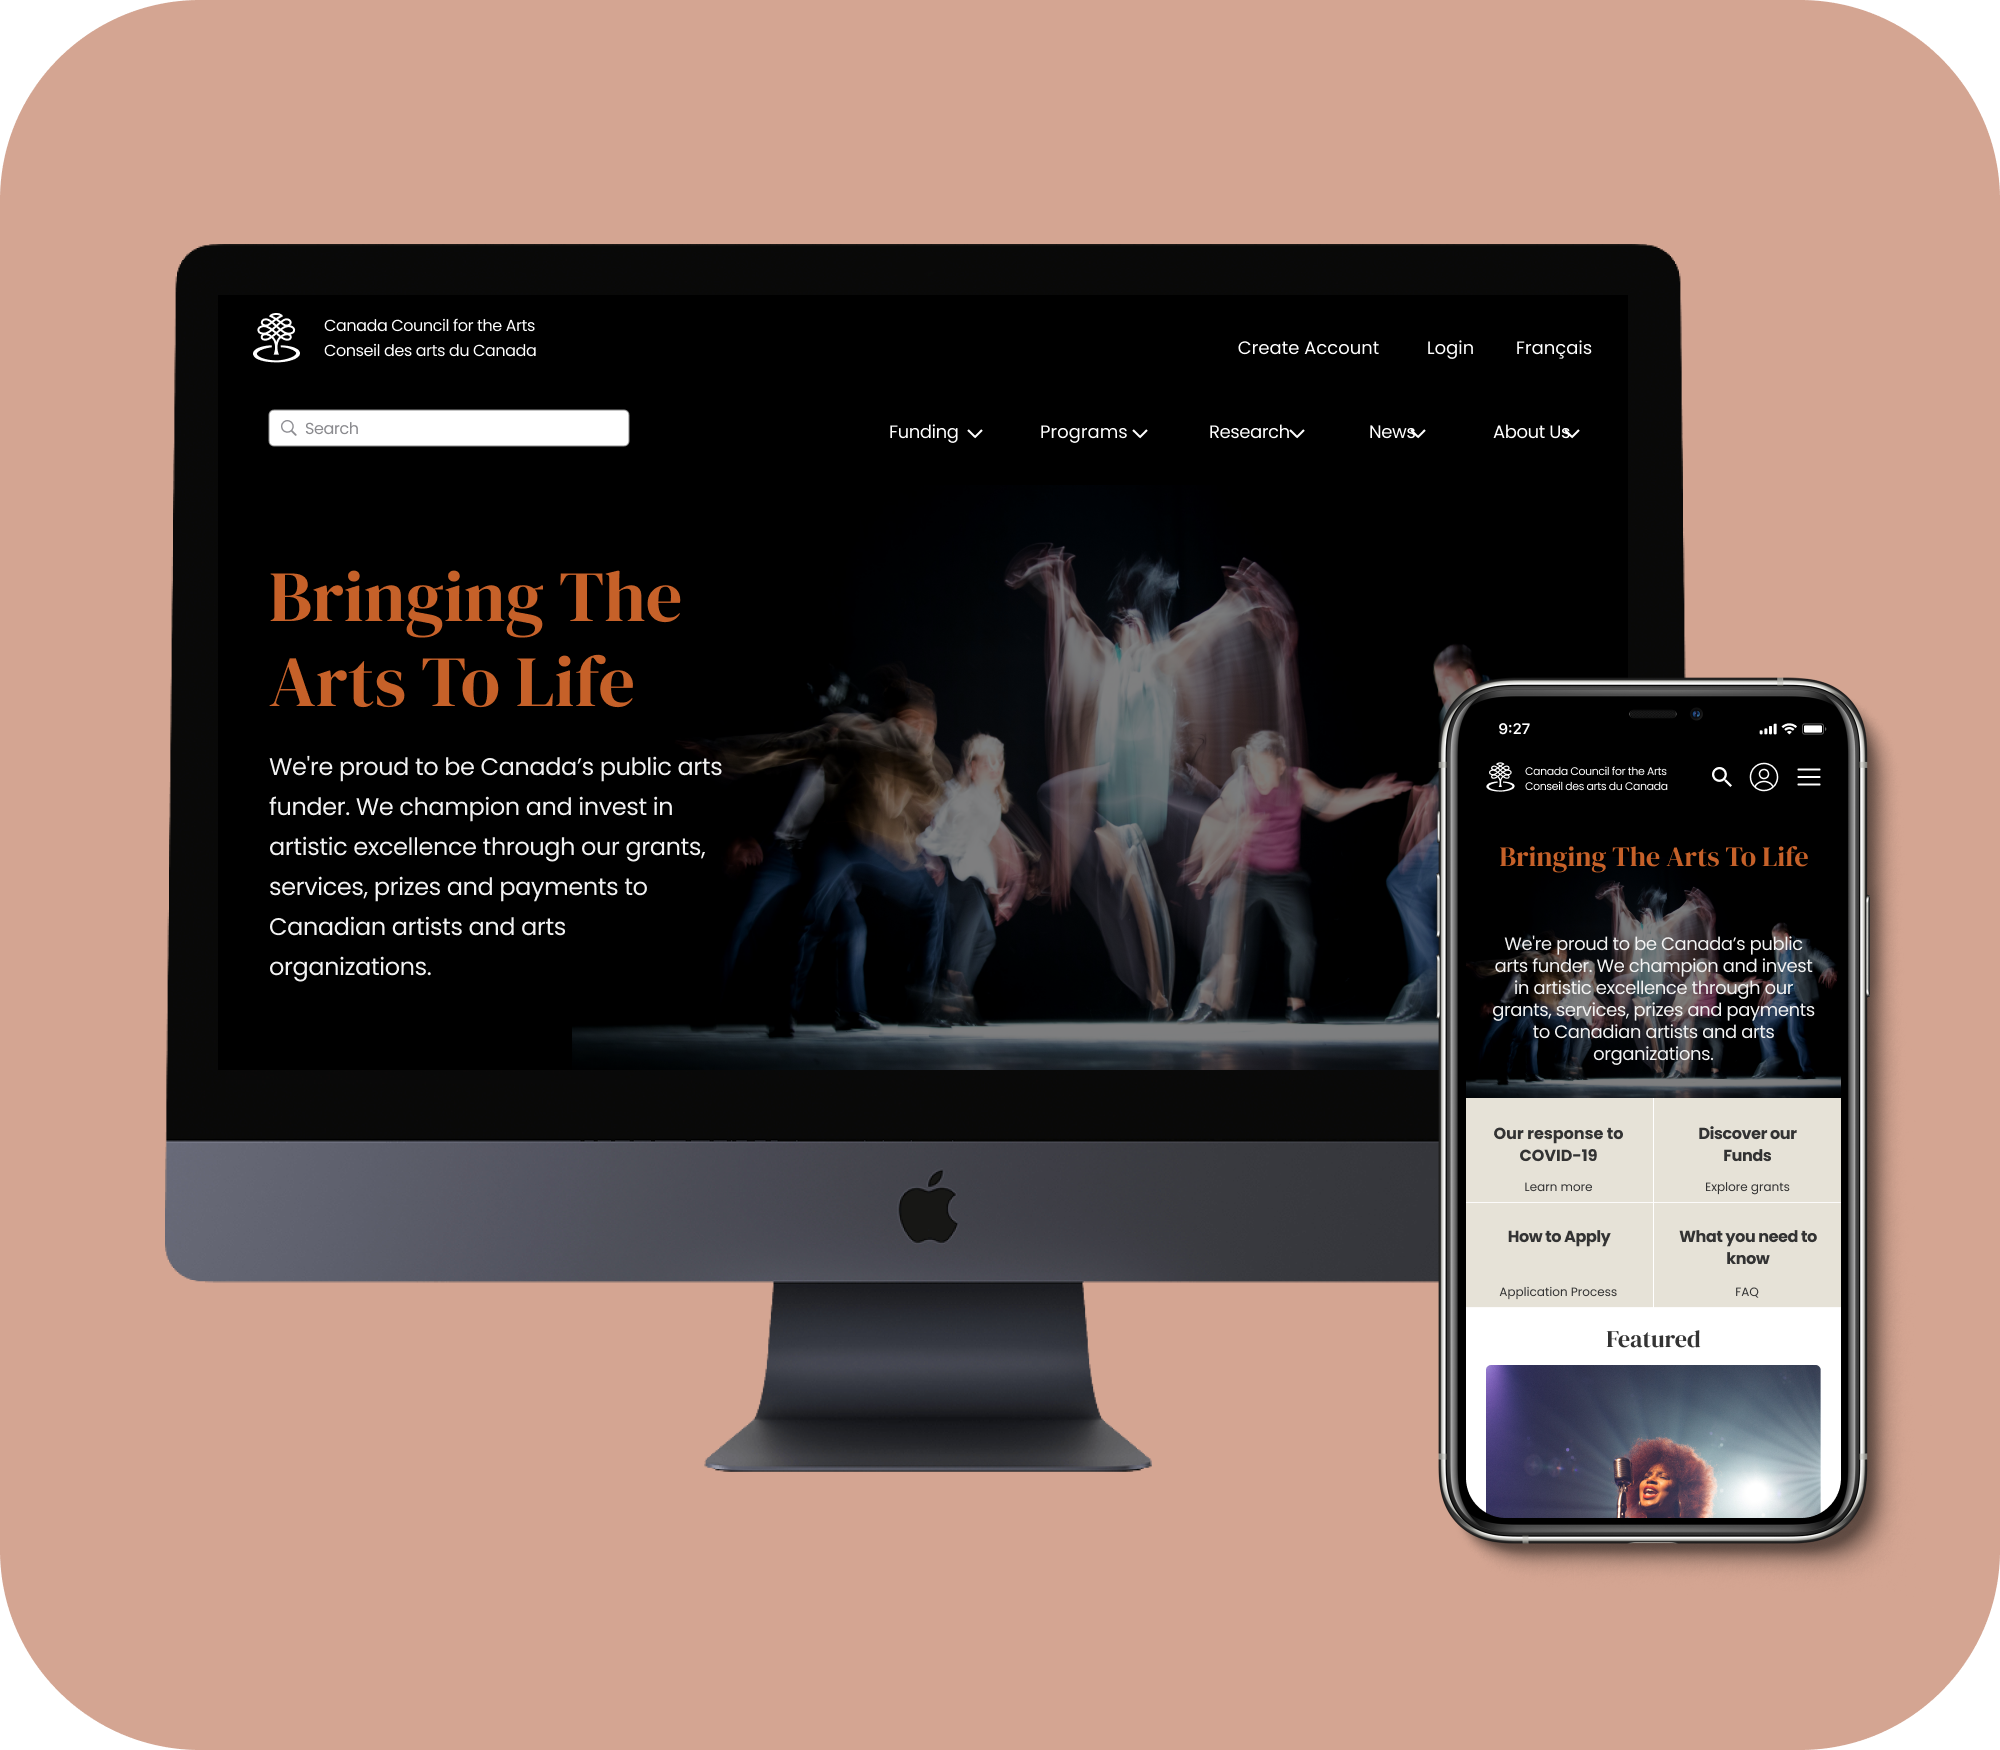 Canada Council for the Arts
Conseil des arts du Canada
Create Account Login Français
Search
Funding Programs Research News About Us
Bringing The
Arts To Life
We're proud to be Canada’s public arts
funder. We champion and invest in
artistic excellence through our grants,
services, prizes and payments to
Canadian artists and arts
organizations.
9:27
Canada Council for the Arts
Conseil des arts du Canada
Bringing The Arts To Life
We're proud to be Canada’s public
arts funder. We champion and invest
in artistic excellence through our
grants, services, prizes and payments
to Canadian artists and arts
organizations.
Our response to
COVID-19
Learn more
Discover our
Funds
Explore grants
How to Apply
Application Process
What you need to
know
FAQ
Featured